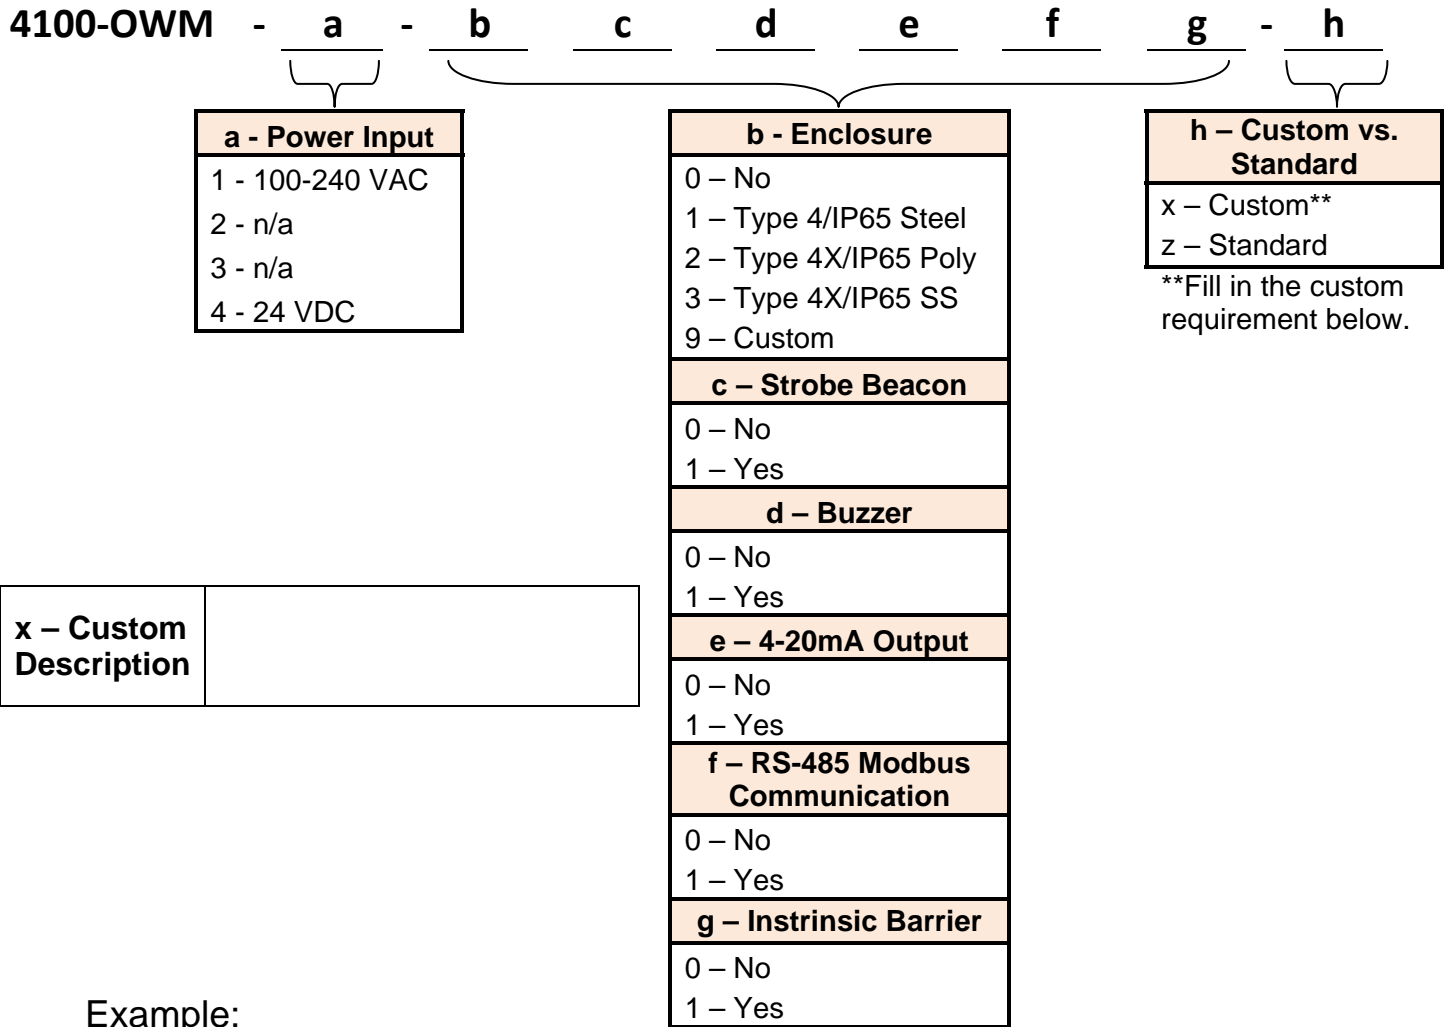 4100-OWM - a - b c d e f g - h
a - Power Input
1 - 100-240 VAC
2 - n/a
3 - n/a
4 - 24 VDC
b - Enclosure
0 – No
1 – Type 4/IP65 Steel
2 – Type 4X/IP65 Poly
3 – Type 4X/IP65 SS
9 – Custom
c – Strobe Beacon
0 – No
1 – Yes
d – Buzzer
0 – No
1 – Yes
e – 4-20mA Output
0 – No
1 – Yes
f – RS-485 Modbus
Communication
0 – No
1 – Yes
g – Instrinsic Barrier
0 – No
1 – Yes
h – Custom vs.
Standard
x – Custom**
z – Standard
**Fill in the custom
requirement below.
x – Custom
Description
Example: